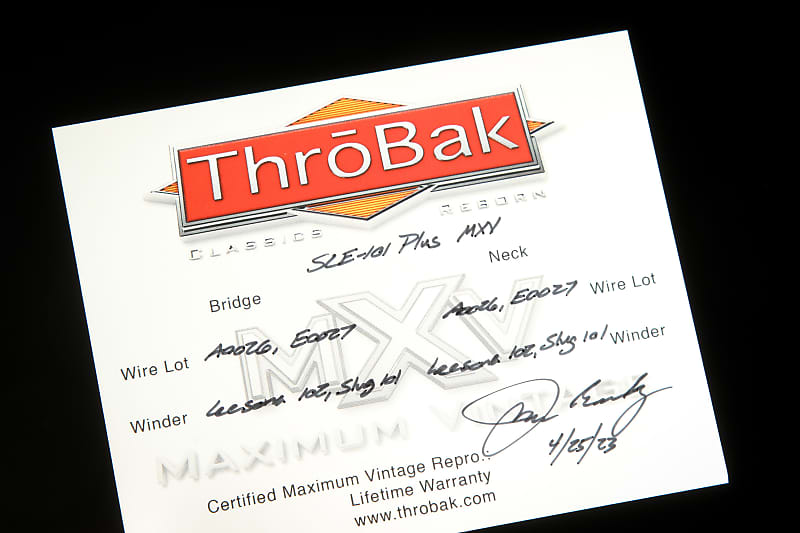 ThrōBak
CLASSICS REBORN
SLE-101 Plus MXV
Bridge Neck
Wire Lot A0026, E0027 A0026, E0027 Wire Lot
Winder Leesona 102, Slug 101 Leesona 102, Slug 101 Winder
MXV
MAXIMUM VINTAGE
4/25/23
Certified Maximum Vintage Repro.
Lifetime Warranty
www.throbak.com